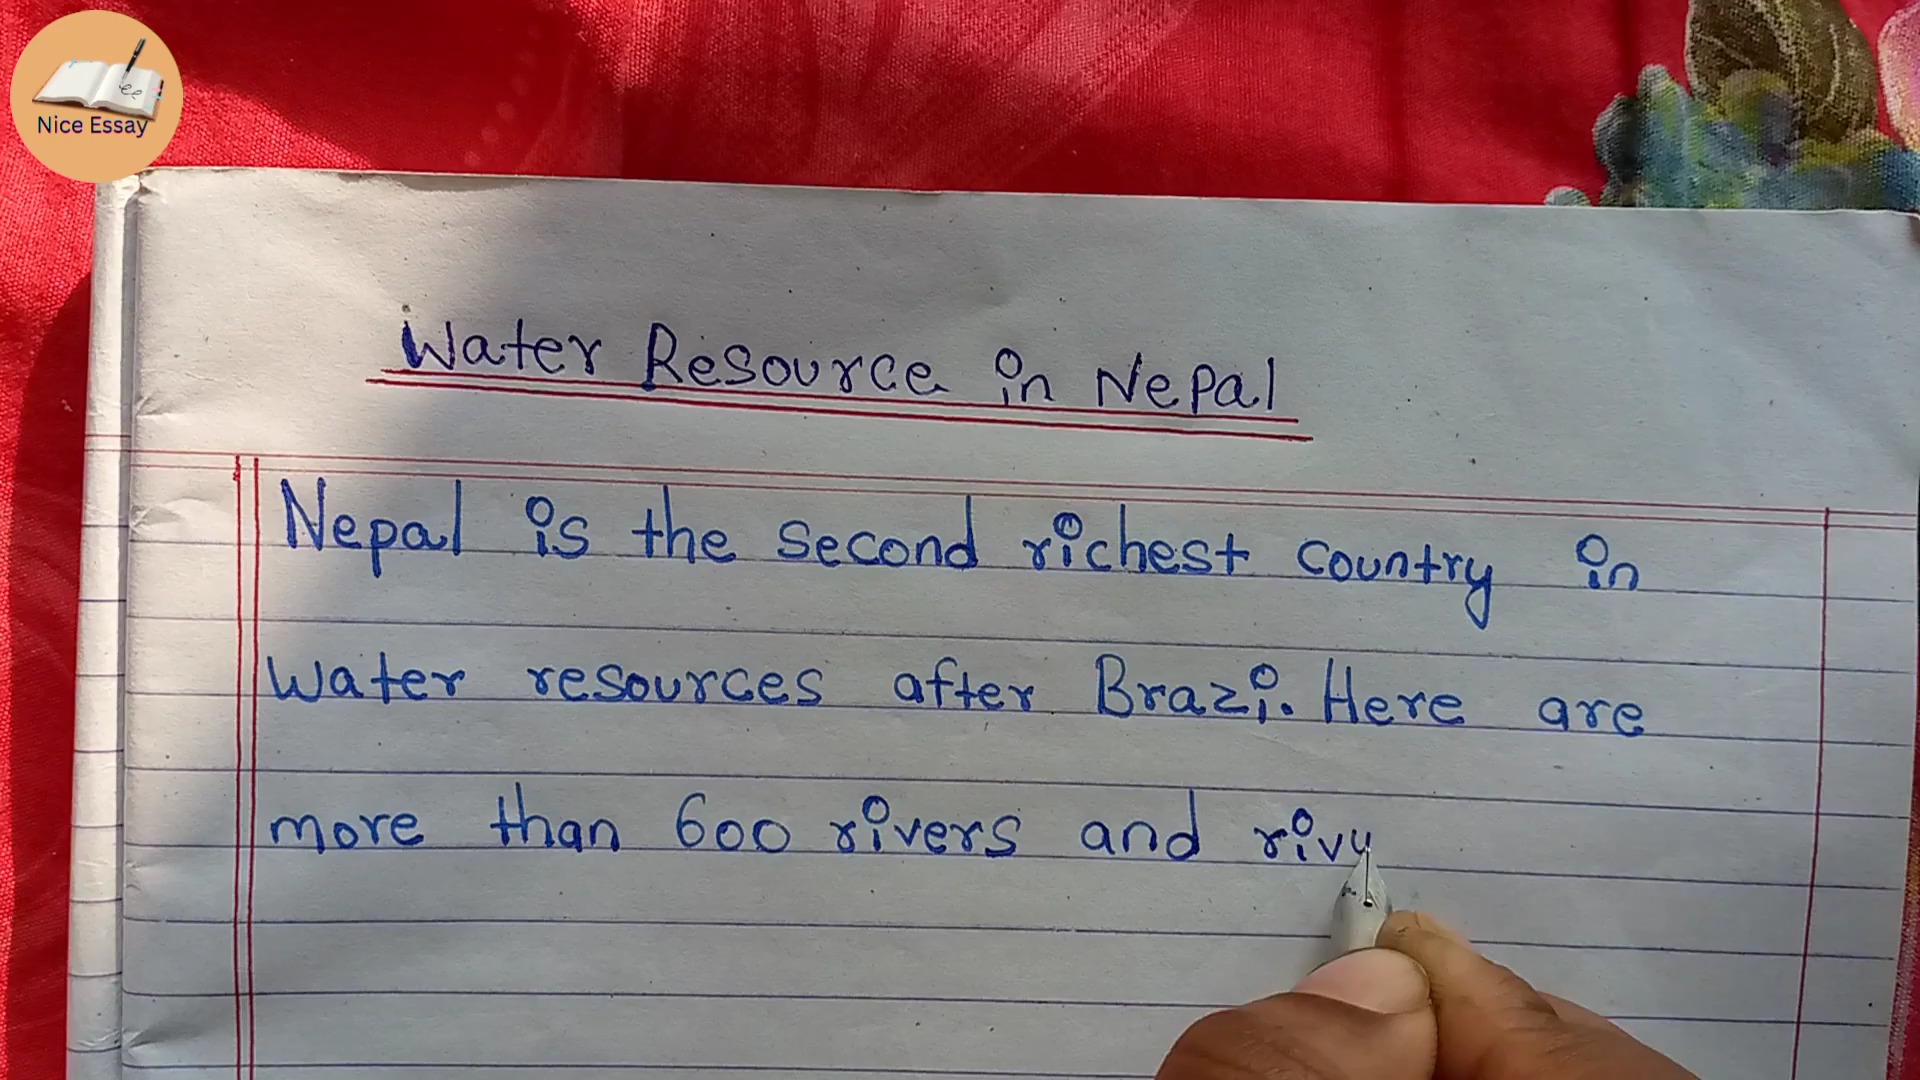 Nice Essay
Water Resource in Nepal
Nepal is the second richest country in
water resources after Brazi. Here are
more than 600 rivers and